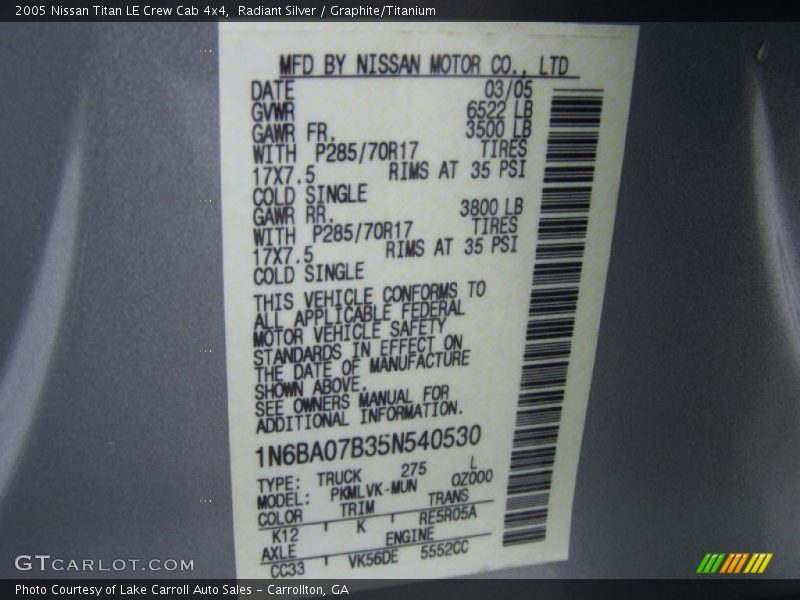 2005 Nissan Titan LE Crew Cab 4x4, Radiant Silver / Graphite/Titanium
MFD BY NISSAN MOTOR CO., LTD
DATE 03/05
GVWR 6522 LB
GAWR FR. 3500 LB
WITH P285/70R17 TIRES
17X7.5 RIMS AT 35 PSI
COLD SINGLE
GAWR RR. 3800 LB
WITH P285/70R17 TIRES
17X7.5 RIMS AT 35 PSI
COLD SINGLE
THIS VEHICLE CONFORMS TO
ALL APPLICABLE FEDERAL
MOTOR VEHICLE SAFETY
STANDARDS IN EFFECT ON
THE DATE OF MANUFACTURE
SHOWN ABOVE.
SEE OWNERS MANUAL FOR
ADDITIONAL INFORMATION.
1N6BA07B35N540530
TYPE: TRUCK 275 L
MODEL: PKMLVK-MUN OZ000
COLOR TRIM TRANS
K12 K RE5R05A
AXLE ENGINE
CC33 VK56DE 5552CC
GTCARLOT.COM
Photo Courtesy of Lake Carroll Auto Sales - Carrollton, GA